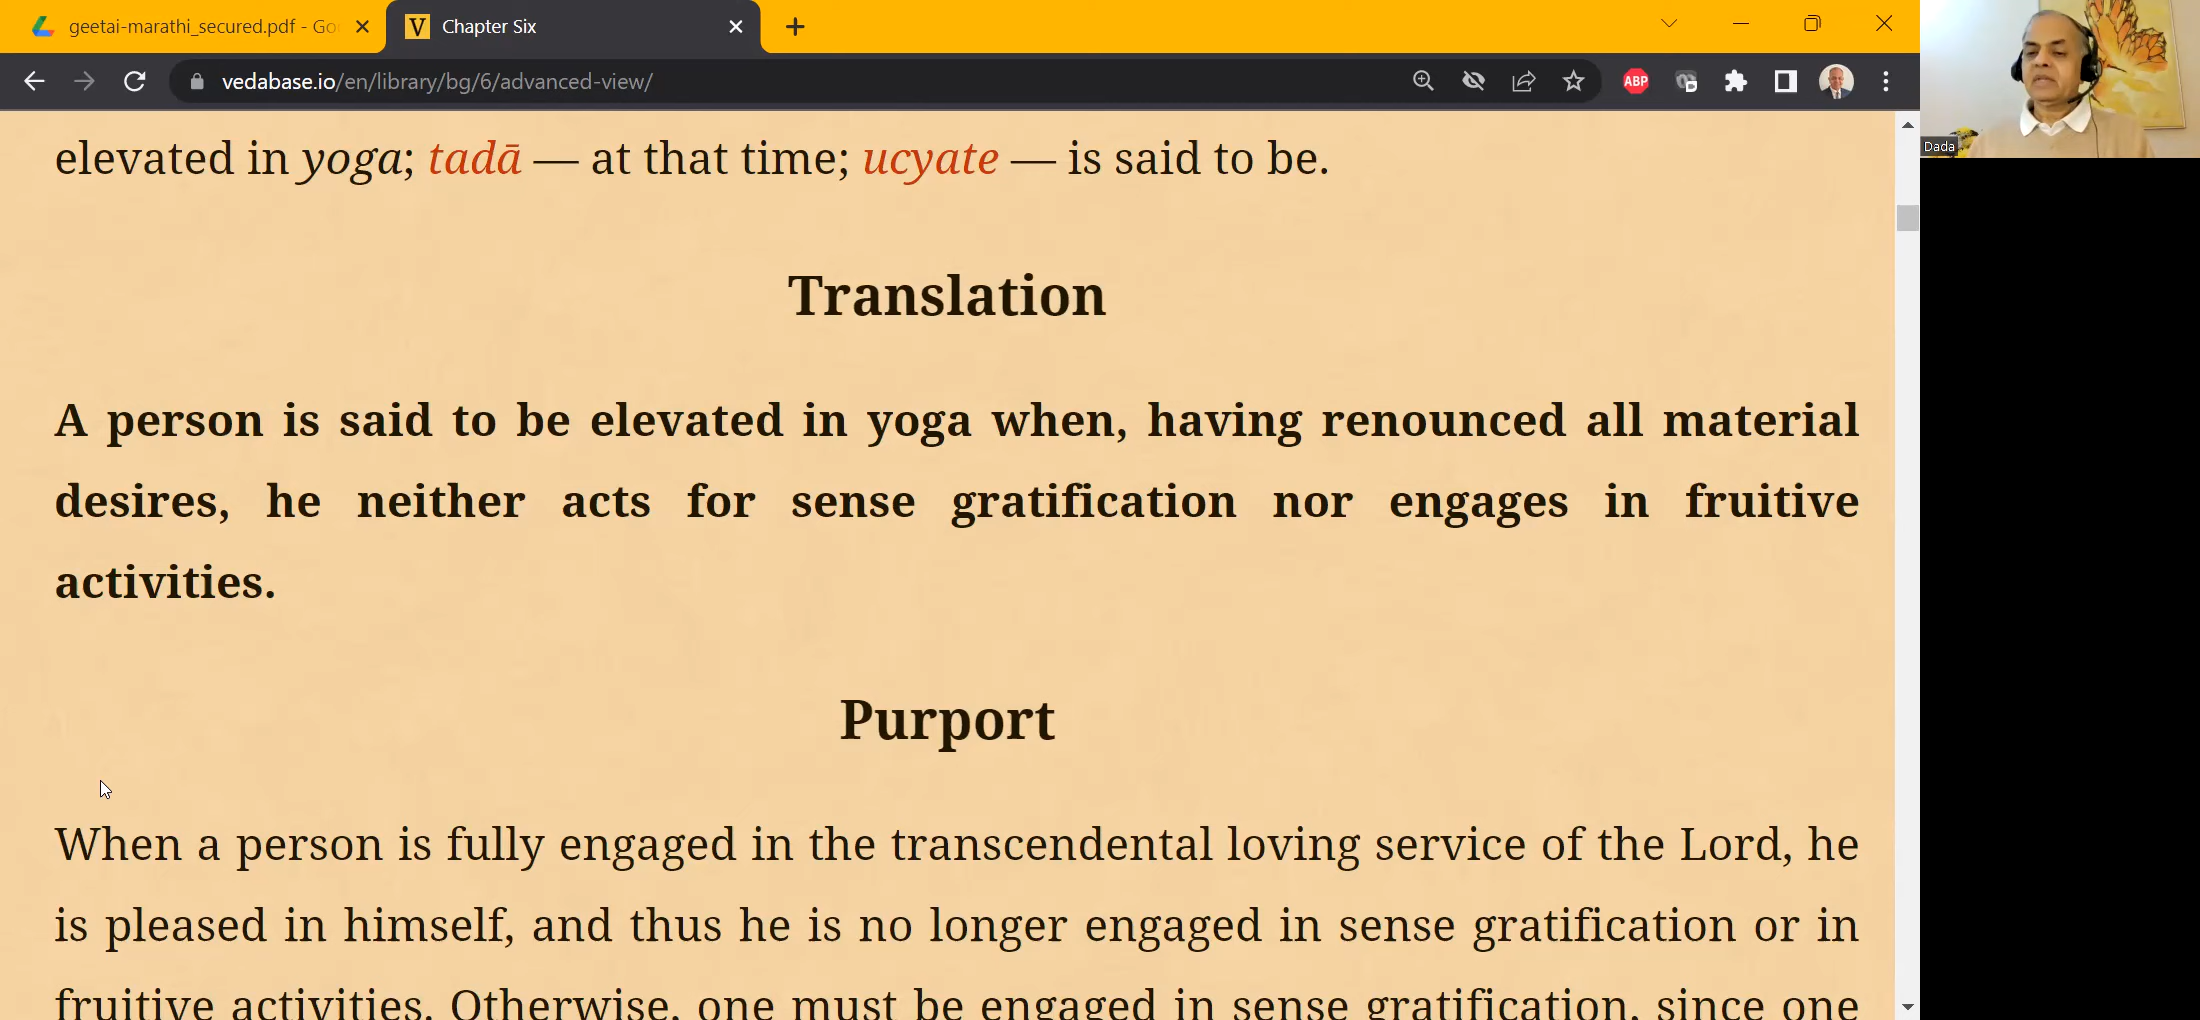 geetai-marathi_secured.pdf - Go
Chapter Six
vedabase.io/en/library/bg/6/advanced-view/
ABP
Dada
elevated in yoga; tadā — at that time; ucyate — is said to be.
Translation
A person is said to be elevated in yoga when, having renounced all material
desires, he neither acts for sense gratification nor engages in fruitive
activities.
Purport
When a person is fully engaged in the transcendental loving service of the Lord, he
is pleased in himself, and thus he is no longer engaged in sense gratification or in
fruitive activities. Otherwise, one must be engaged in sense gratification, since one